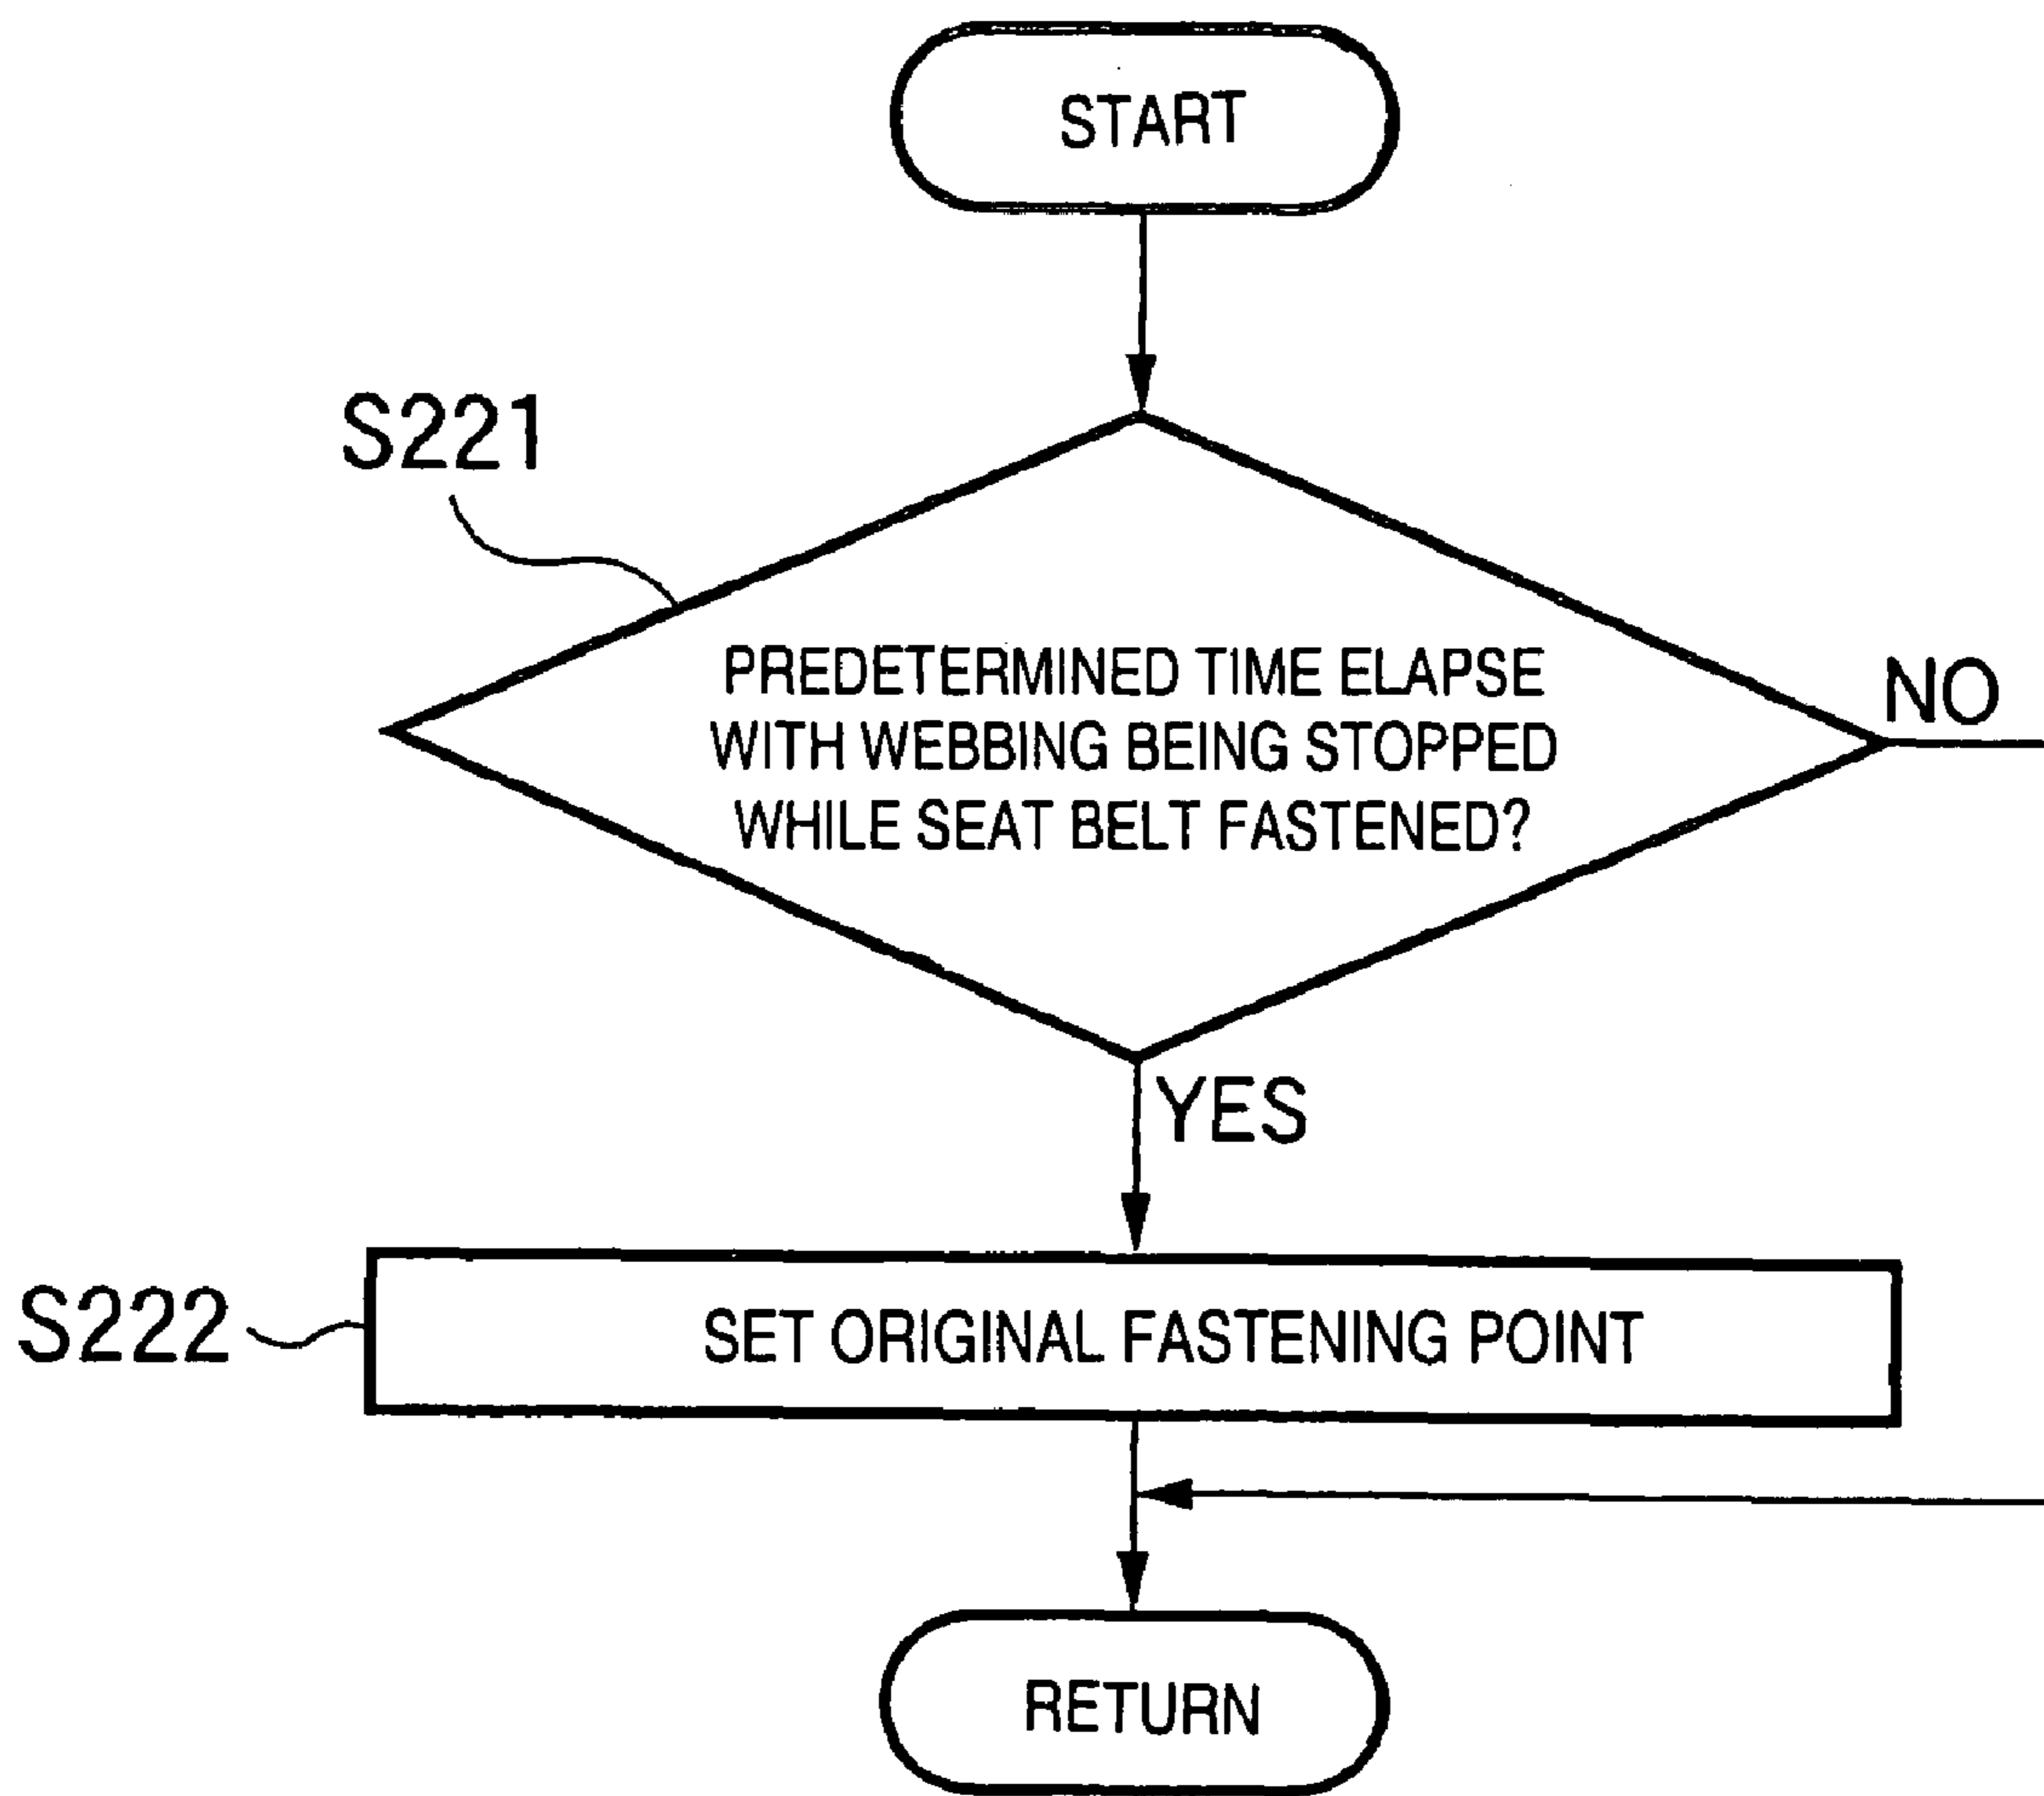 START
S221
PREDETERMINED TIME ELAPSE
WITH WEBBING BEING STOPPED
WHILE SEAT BELT FASTENED?
NO
YES
S222
SET ORIGINAL FASTENING POINT
RETURN